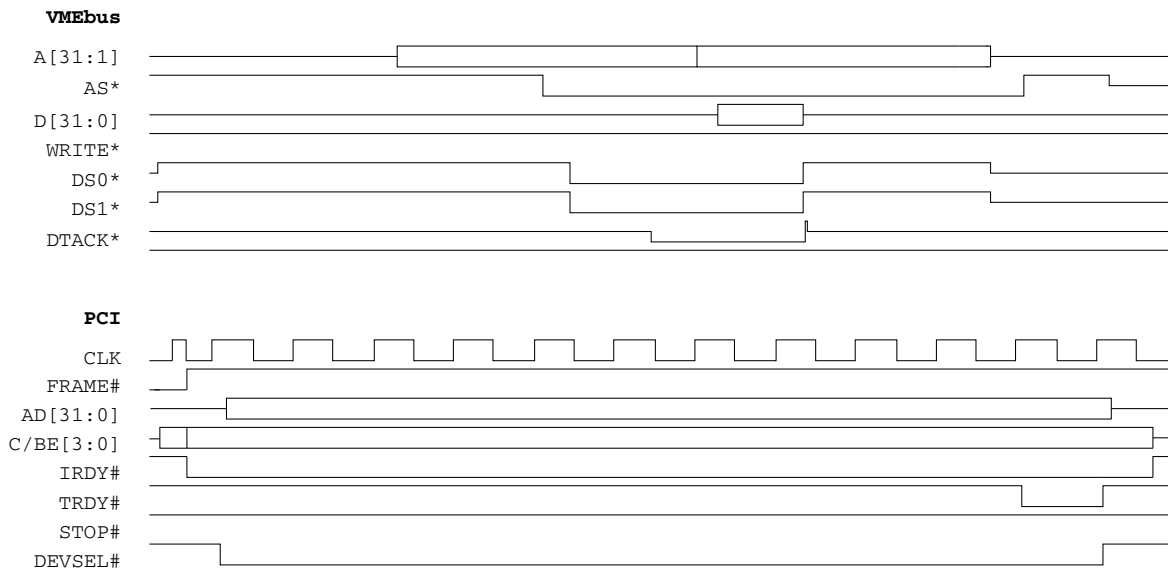 VMEbus
A[31:1]
AS*
D[31:0]
WRITE*
DS0*
DS1*
DTACK*
PCI
CLK
FRAME#
AD[31:0]
C/BE[3:0]
IRDY#
TRDY#
STOP#
DEVSEL#